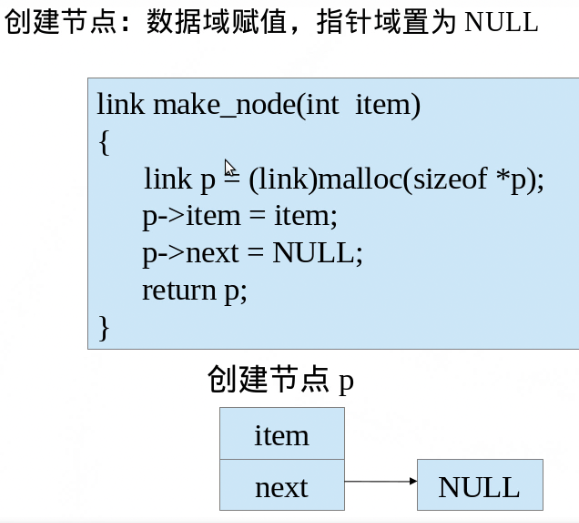 创建节点：数据域赋值，指针域置为 NULL
link make_node(int  item)
{
link p = (link)malloc(sizeof *p);
p->item = item;
p->next = NULL;
return p;
}
创建节点 p
item
next
NULL